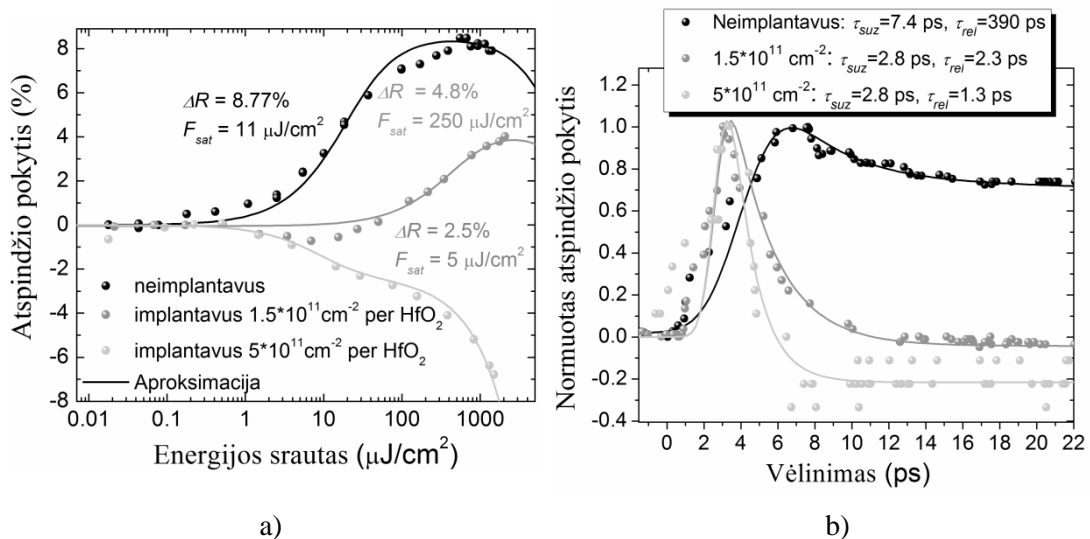 Atspindžio pokytis (%)
8
6
4
2
0
-2
-4
-6
-8
ΔR = 8.77%
F_sat = 11 μJ/cm²
ΔR = 4.8%
F_sat = 250 μJ/cm²
ΔR = 2.5%
F_sat = 5 μJ/cm²
neimplantavus
implantavus 1.5*10¹¹cm⁻² per HfO₂
implantavus 5*10¹¹cm⁻² per HfO₂
Aproksimacija
0.01 0.1 1 10 100 1000
Energijos srautas (μJ/cm²)
a)
Neimplantavus: τ_suz = 7.4 ps, τ_rel = 390 ps
1.5*10¹¹ cm⁻²: τ_suz = 2.8 ps, τ_rel = 2.3 ps
5*10¹¹ cm⁻²: τ_suz = 2.8 ps, τ_rel = 1.3 ps
Normuotas atspindžio pokytis
1.2
1.0
0.8
0.6
0.4
0.2
0.0
-0.2
-0.4
0 2 4 6 8 10 12 14 16 18 20 22
Vėlinimas (ps)
b)